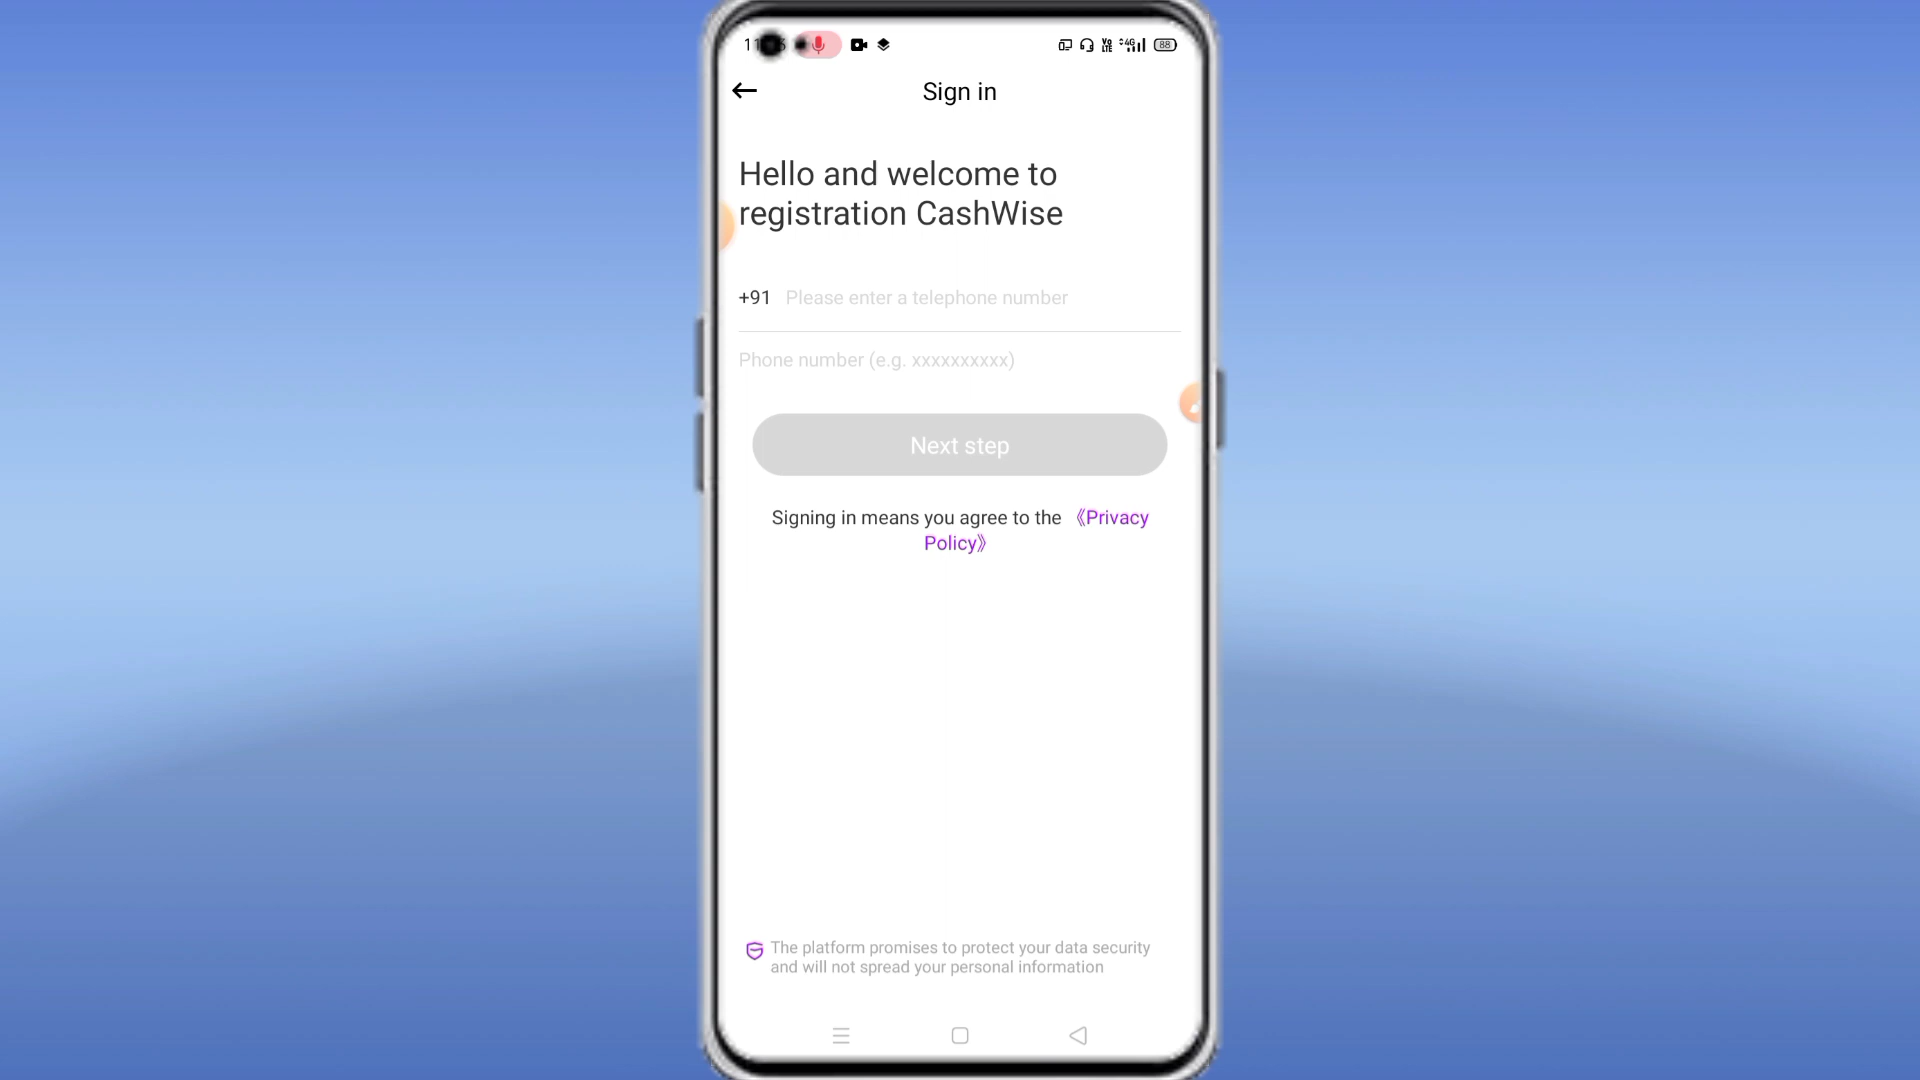 Sign in
Hello and welcome to
registration CashWise
+91 Please enter a telephone number
Phone number (e.g. xxxxxxxxxx)
Next step
Signing in means you agree to the 《Privacy
Policy》
The platform promises to protect your data security
and will not spread your personal information
88
4G